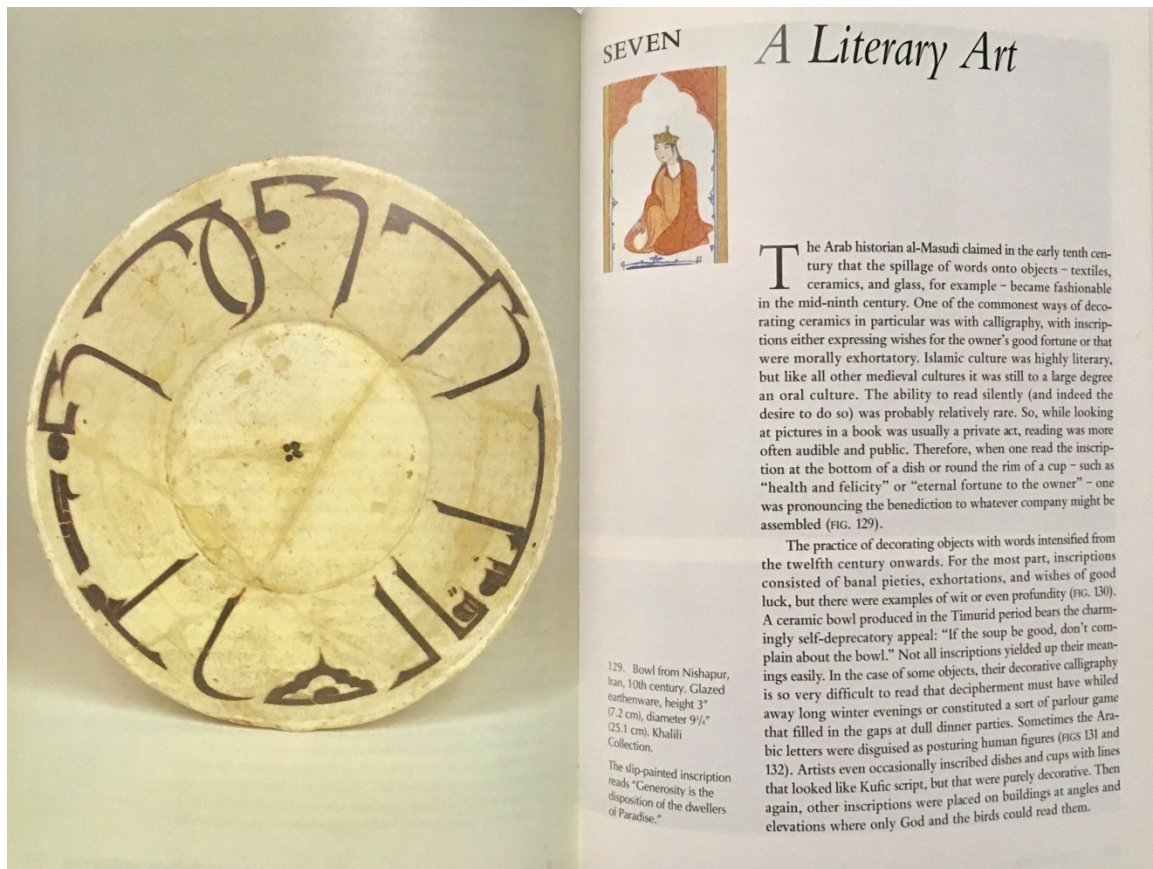 SEVEN
A Literary Art
The Arab historian al-Masudi claimed in the early tenth cen-
tury that the spillage of words onto objects – textiles,
ceramics, and glass, for example – became fashionable
in the mid-ninth century. One of the commonest ways of deco-
rating ceramics in particular was with calligraphy, with inscrip-
tions either expressing wishes for the owner's good fortune or that
were morally exhortatory. Islamic culture was highly literary,
but like all other medieval cultures it was still to a large degree
an oral culture. The ability to read silently (and indeed the
desire to do so) was probably relatively rare. So, while looking
at pictures in a book was usually a private act, reading was more
often audible and public. Therefore, when one read the inscrip-
tion at the bottom of a dish or round the rim of a cup – such as
“health and felicity” or “eternal fortune to the owner” – one
was pronouncing the benediction to whatever company might be
assembled (FIG. 129).
The practice of decorating objects with words intensified from
the twelfth century onwards. For the most part, inscriptions
consisted of banal pieties, exhortations, and wishes of good
luck, but there were examples of wit or even profundity (FIG. 130).
A ceramic bowl produced in the Timurid period bears the charm-
ingly self-deprecatory appeal: “If the soup be good, don't com-
plain about the bowl.” Not all inscriptions yielded up their mean-
ings easily. In the case of some objects, their decorative calligraphy
is so very difficult to read that decipherment must have whiled
away long winter evenings or constituted a sort of parlour game
that filled in the gaps at dull dinner parties. Sometimes the Ara-
bic letters were disguised as posturing human figures (FIGS 131 and
132). Artists even occasionally inscribed dishes and cups with lines
that looked like Kufic script, but that were purely decorative. Then
again, other inscriptions were placed on buildings at angles and
elevations where only God and the birds could read them.
129. Bowl from Nishapur,
Iran, 10th century. Glazed
earthenware, height 3"
(7.2 cm), diameter 9¾"
(25.1 cm). Khalili
Collection.
The slip-painted inscription
reads “Generosity is the
disposition of the dwellers
of Paradise.”